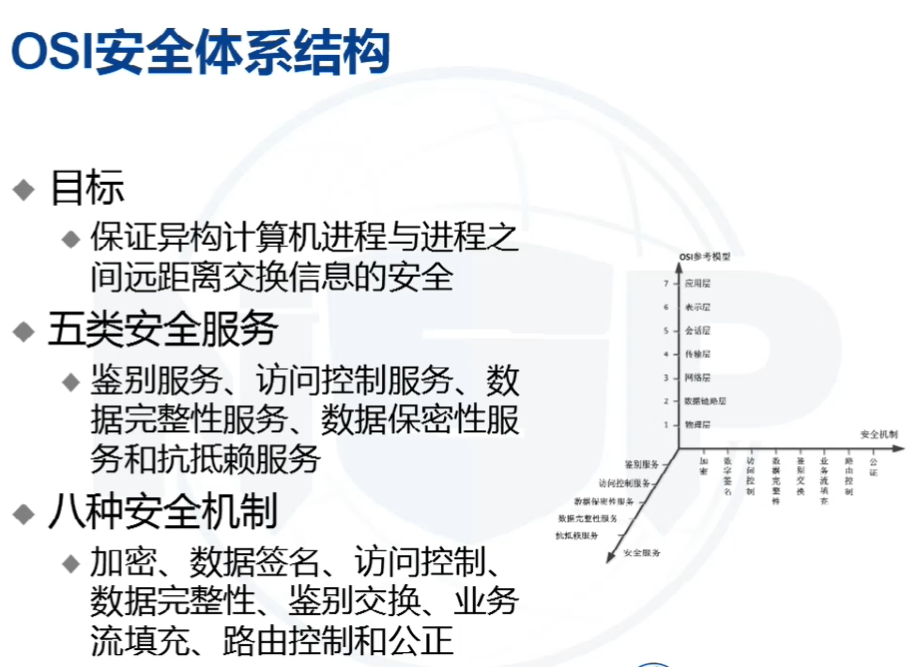 OSI安全体系结构
目标
保证异构计算机进程与进程之
间远距离交换信息的安全
五类安全服务
鉴别服务、访问控制服务、数
据完整性服务、数据保密性服
务和抗抵赖服务
八种安全机制
加密、数据签名、访问控制、
数据完整性、鉴别交换、业务
流填充、路由控制和公正
OSI参考模型
7 应用层
6 表示层
5 会话层
4 传输层
3 网络层
2 数据链路层
1 物理层
安全机制
加密
数字签名
访问控制
数据完整性
鉴别交换
业务流填充
路由控制
公证
鉴别服务
访问控制服务
数据保密性服务
数据完整性服务
抗抵赖服务
安全服务